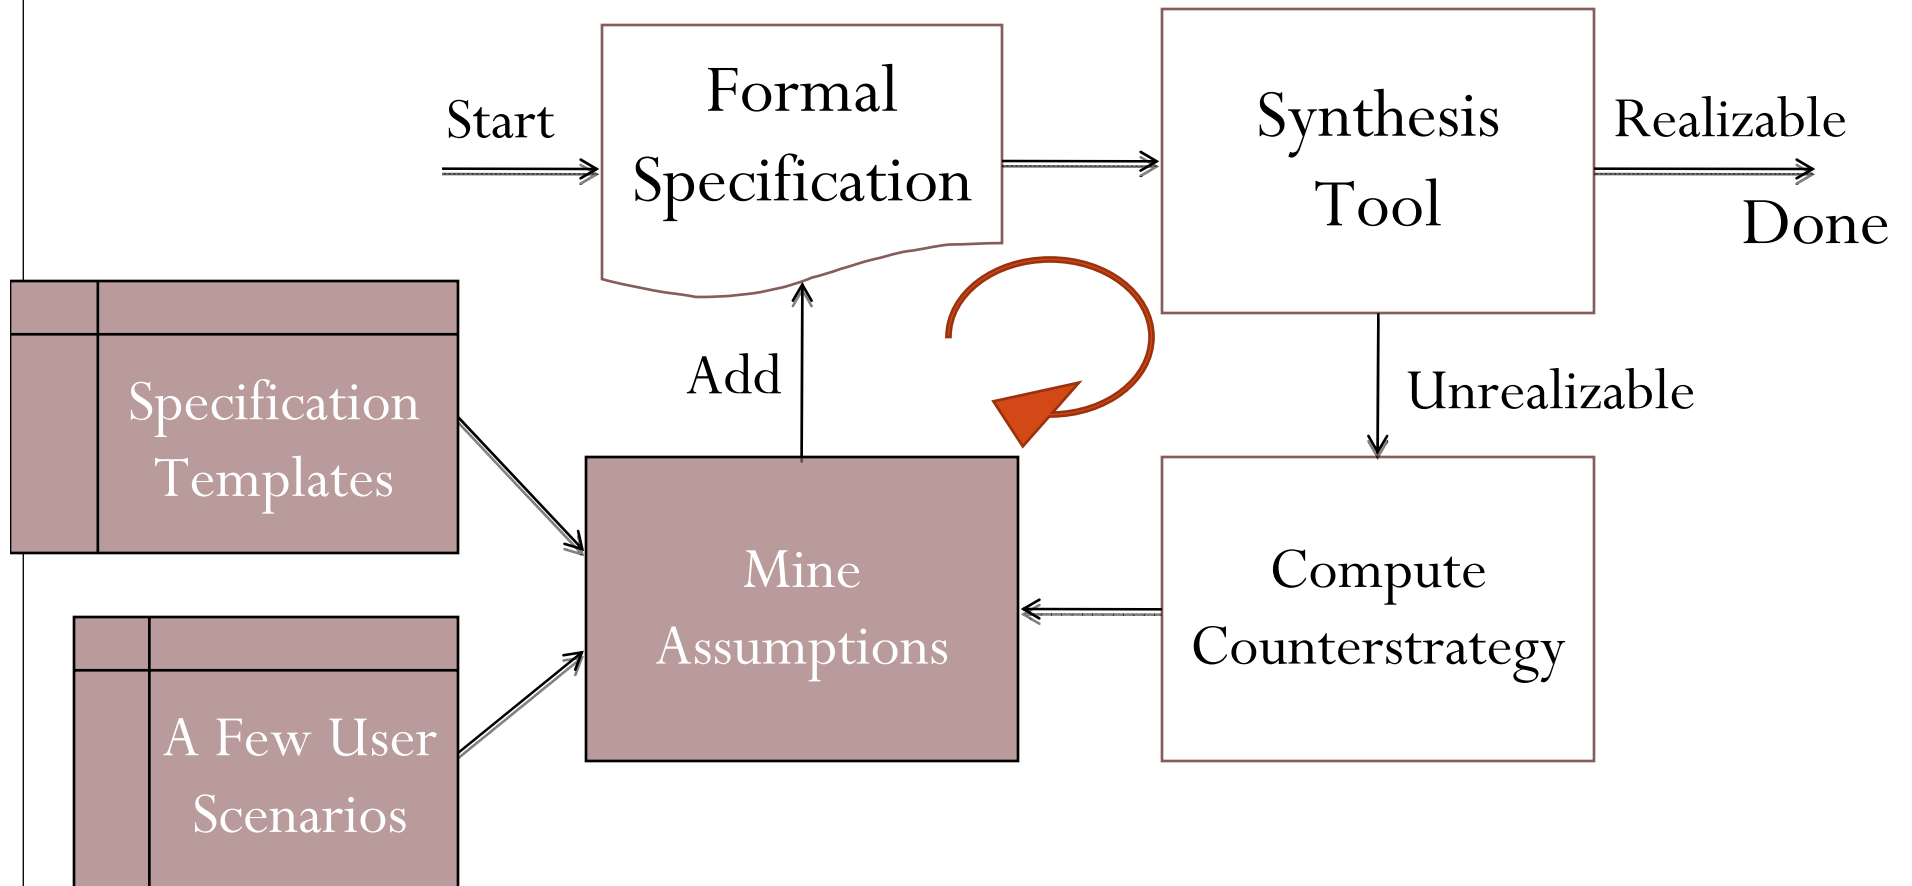 Start
Formal
Specification
Synthesis
Tool
Realizable
Done
Specification
Templates
Add
Unrealizable
Mine
Assumptions
Compute
Counterstrategy
A Few User
Scenarios